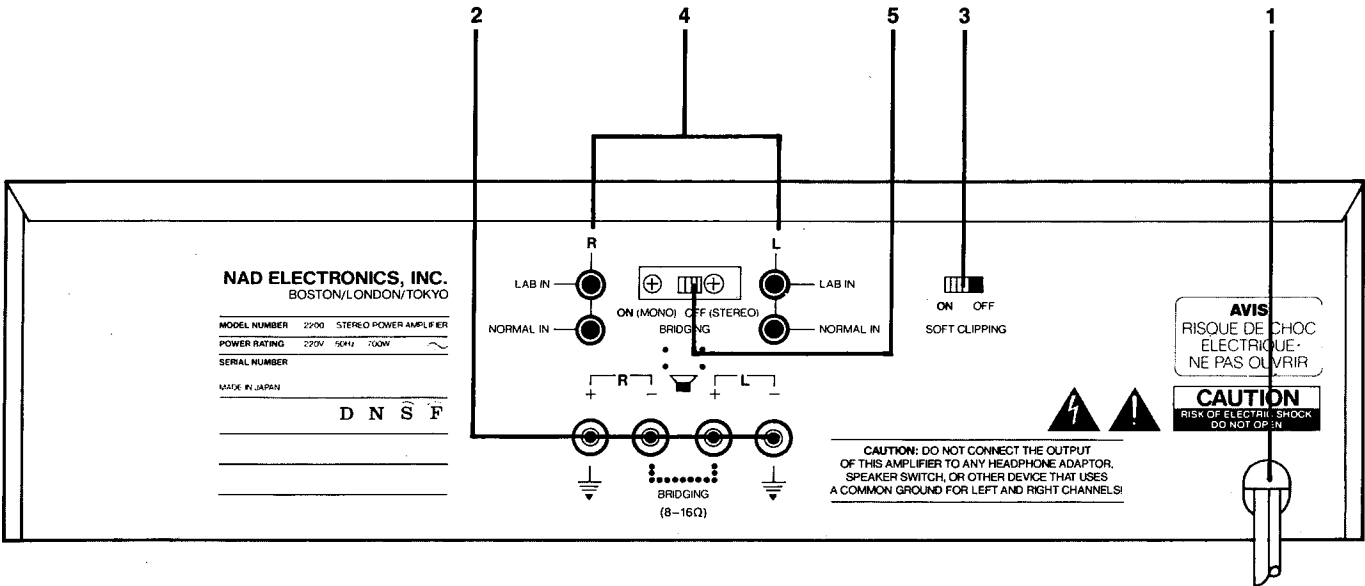 2 4 5 3 1
R L
NAD ELECTRONICS, INC.
BOSTON/LONDON/TOKYO
MODEL NUMBER 2200 STEREO POWER AMPLIFIER
POWER RATING 220V 50Hz 700W
SERIAL NUMBER
MADE IN JAPAN
D N S F
LAB IN LAB IN
ON (MONO) OFF (STEREO)
NORMAL IN BRIDGING NORMAL IN
R L
+ − + −
BRIDGING
(8–16Ω)
ON OFF
SOFT CLIPPING
AVIS
RISQUE DE CHOC
ELECTRIQUE-
NE PAS OUVRIR
CAUTION
RISK OF ELECTRIC SHOCK
DO NOT OPEN
CAUTION: DO NOT CONNECT THE OUTPUT
OF THIS AMPLIFIER TO ANY HEADPHONE ADAPTOR,
SPEAKER SWITCH, OR OTHER DEVICE THAT USES
A COMMON GROUND FOR LEFT AND RIGHT CHANNELS!